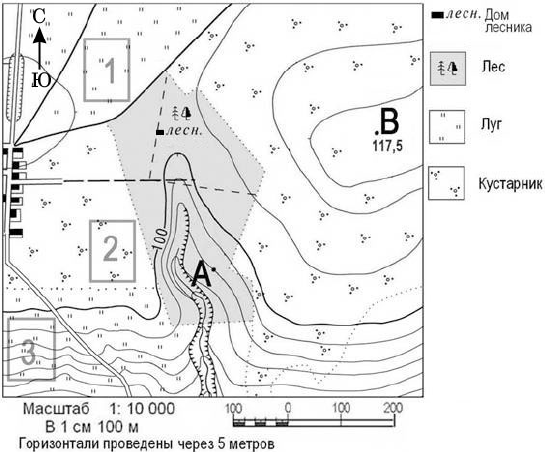 С
Ю
1
лесн.
.В
117,5
100
2
А
3
лесн. Дом
лесника
Лес
Луг
Кустарник
Масштаб 1: 10 000
В 1 см 100 м
100 0 100 200
Горизонтали проведены через 5 метров